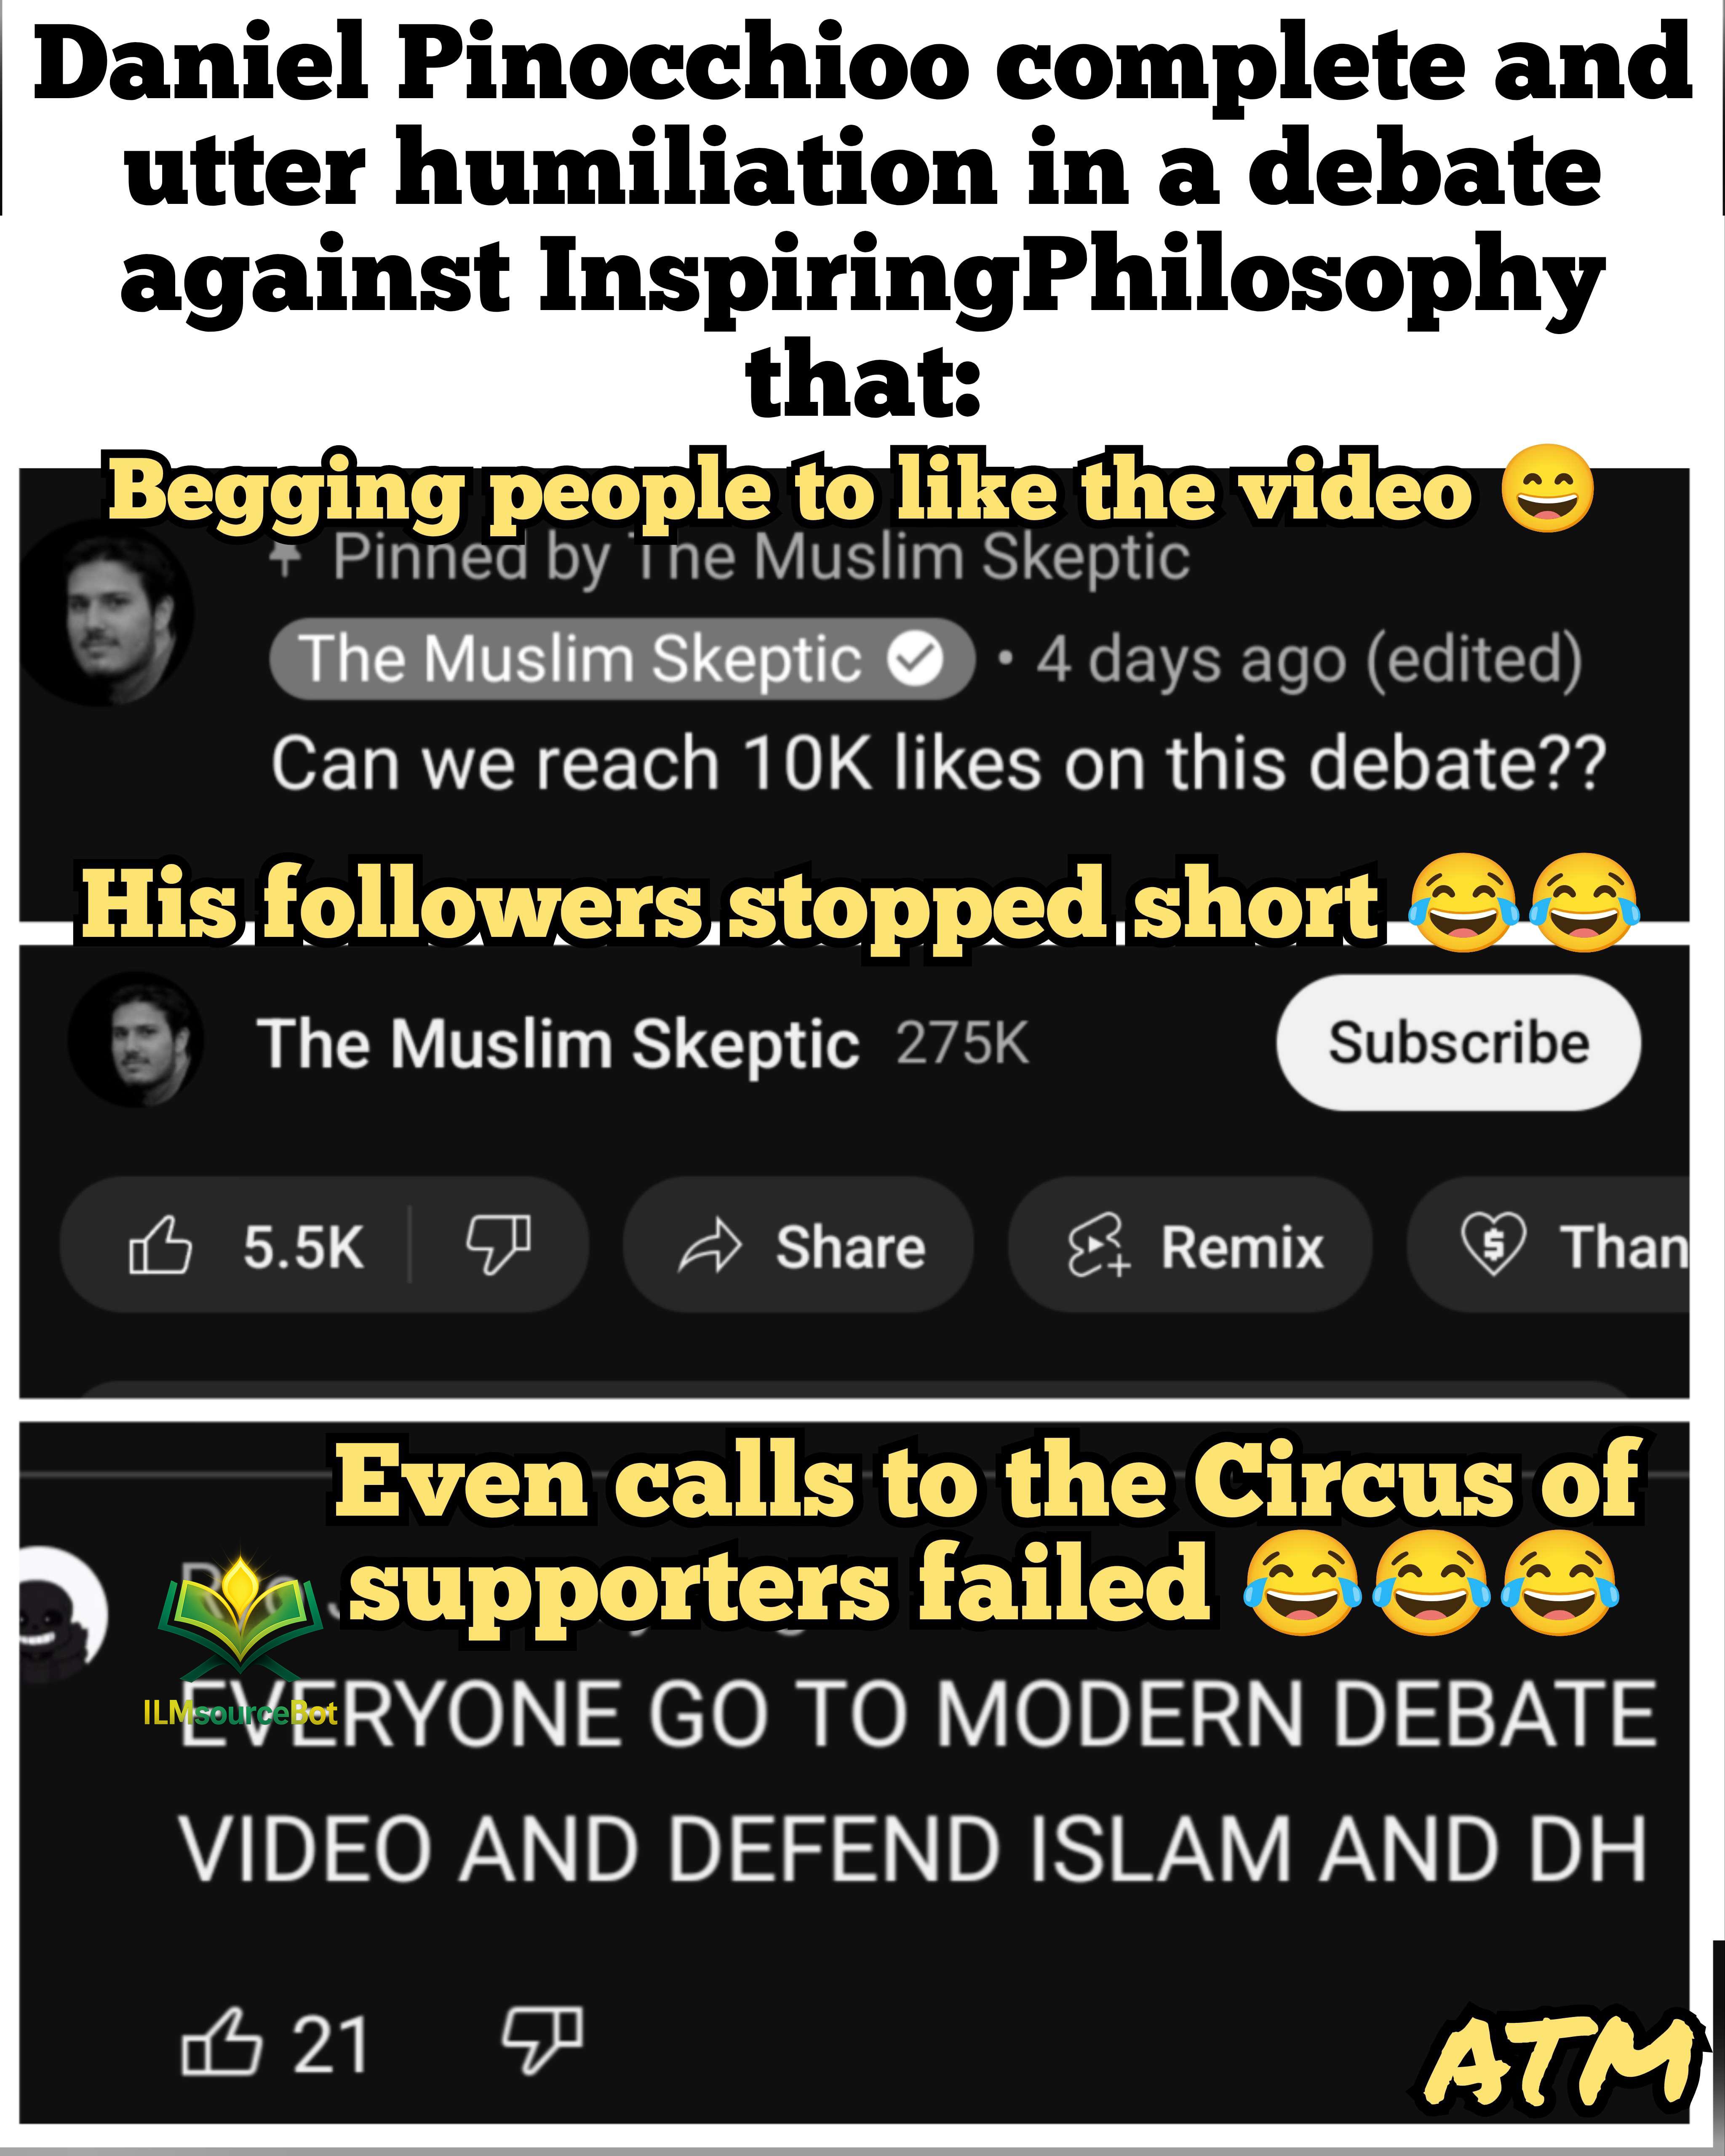 Daniel Pinocchioo complete and
utter humiliation in a debate
against InspiringPhilosophy
that:
Begging people to like the video 😄
Pinned by The Muslim Skeptic
The Muslim Skeptic • 4 days ago (edited)
Can we reach 10K likes on this debate??
His followers stopped short 😂😂
The Muslim Skeptic 275K Subscribe
5.5K Share Remix Than
Even calls to the Circus of
supporters failed 😂😂😂
ILMsourceBot
EVERYONE GO TO MODERN DEBATE
VIDEO AND DEFEND ISLAM AND DH
21
ATM